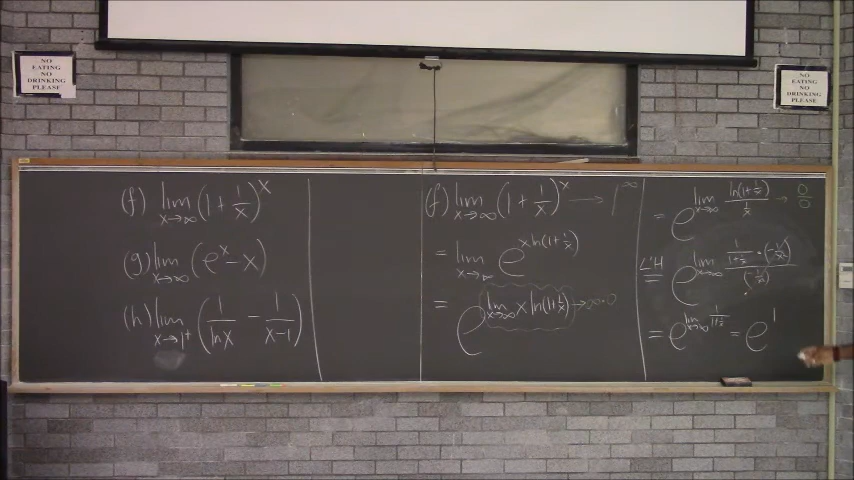 NO
EATING
NO
DRINKING
PLEASE
NO
EATING
NO
DRINKING
PLEASE
(f) lim x→∞ (1 + 1/x)^x
(g) lim x→∞ (e^x - x)
(h) lim x→1⁺ (1/ln x - 1/(x-1))
(f) lim x→∞ (1 + 1/x)^x → 1^∞
= lim x→∞ e^(x ln(1+1/x))
= e^(lim x→∞ x ln(1+1/x)) → ∞·0
= e^(lim x→∞ ln(1+1/x)/(1/x)) → 0/0
L'H = e^(lim x→∞ (1/(1+1/x) · (-1/x²))/(-1/x²))
= e^(lim x→∞ 1/(1+1/x)) = e^1